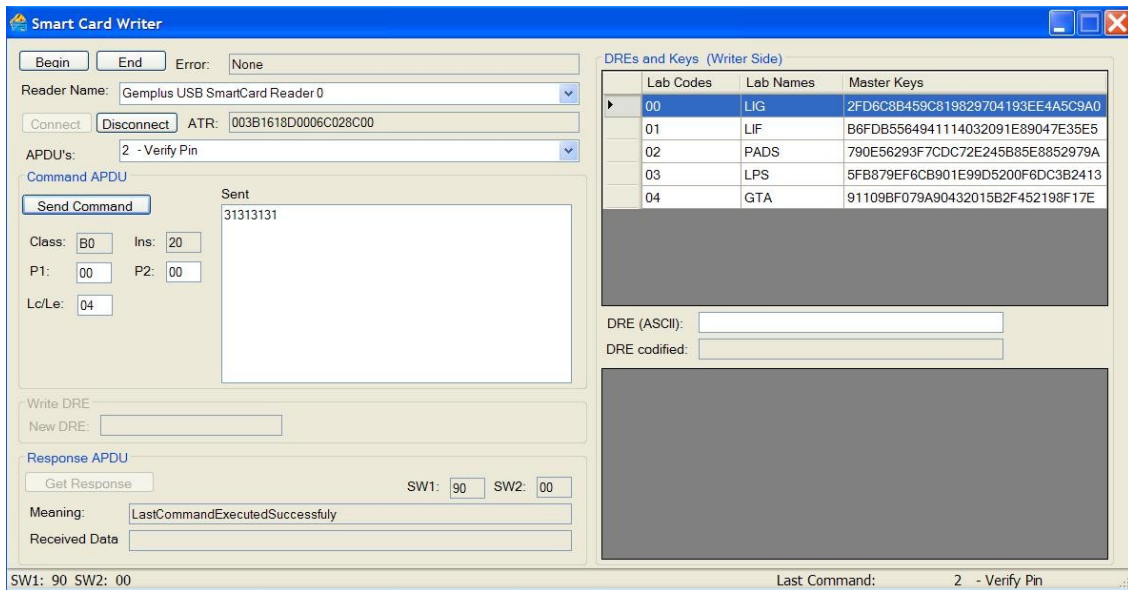 Smart Card Writer
Begin End Error: None
Reader Name: Gemplus USB SmartCard Reader 0
Connect Disconnect ATR: 003B1618D0006C028C00
APDU's: 2 - Verify Pin
Command APDU
Send Command
Sent
31313131
Class: B0 Ins: 20
P1: 00 P2: 00
Lc/Le: 04
Write DRE
New DRE:
Response APDU
Get Response
SW1: 90 SW2: 00
Meaning: LastCommandExecutedSuccessfuly
Received Data
DREs and Keys (Writer Side)
Lab Codes Lab Names Master Keys
00 LIG 2FD6C8B459C819829704193EE4A5C9A0
01 LIF B6FDB5564941114032091E89047E35E5
02 PADS 790E56293F7CDC72E245B85E8852979A
03 LPS 5FB879EF6CB901E99D5200F6DC3B2413
04 GTA 91109BF079A90432015B2F452198F17E
DRE (ASCII):
DRE codified:
SW1: 90 SW2: 00 Last Command: 2 - Verify Pin